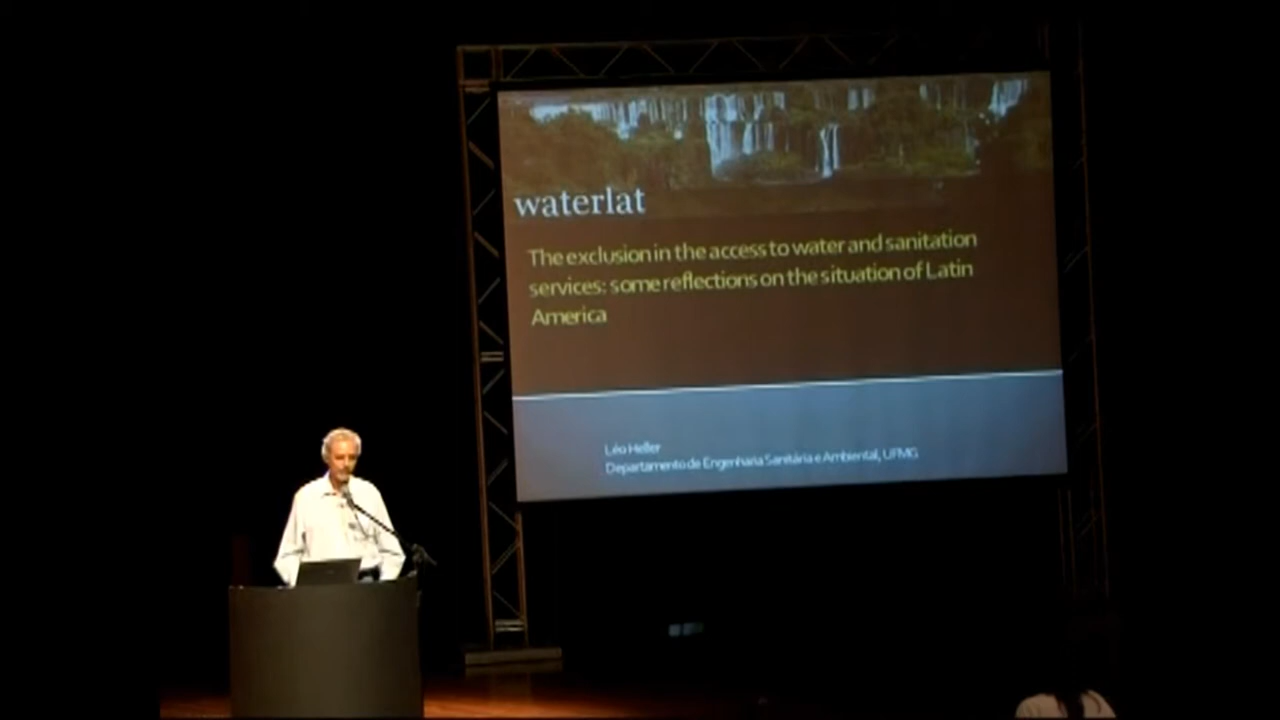 waterlat
The exclusion in the access to water and sanitation
services: some reflections on the situation of Latin
America
Léo Heller
Departamento de Engenharia Sanitária e Ambiental, UFMG